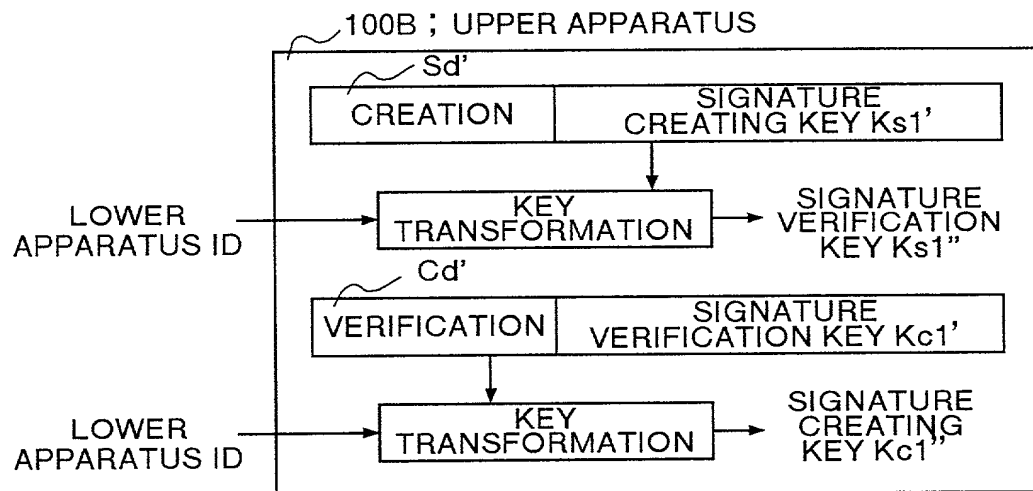 100B ; UPPER APPARATUS
Sd'
CREATION
SIGNATURE
CREATING KEY Ks1'
LOWER
APPARATUS ID
KEY
TRANSFORMATION
SIGNATURE
VERIFICATION
KEY Ks1"
Cd'
VERIFICATION
SIGNATURE
VERIFICATION KEY Kc1'
LOWER
APPARATUS ID
KEY
TRANSFORMATION
SIGNATURE
CREATING
KEY Kc1"